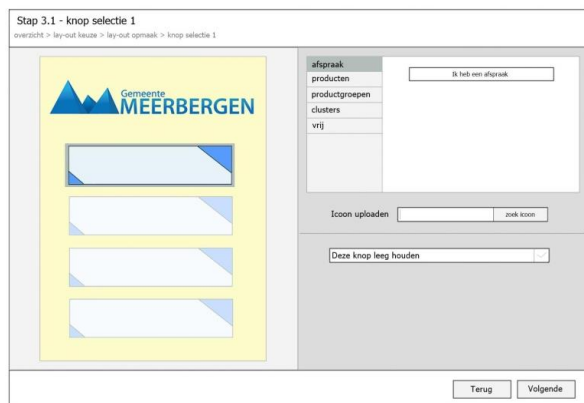 Stap 3.1 - knop selectie 1
overzicht > lay-out keuze > lay-out opmaak > knop selectie 1
Gemeente
MEERBERGEN
afspraak
producten
productgroepen
clusters
vrij
Ik heb een afspraak
Icoon uploaden
zoek icoon
Deze knop leeg houden
Terug
Volgende